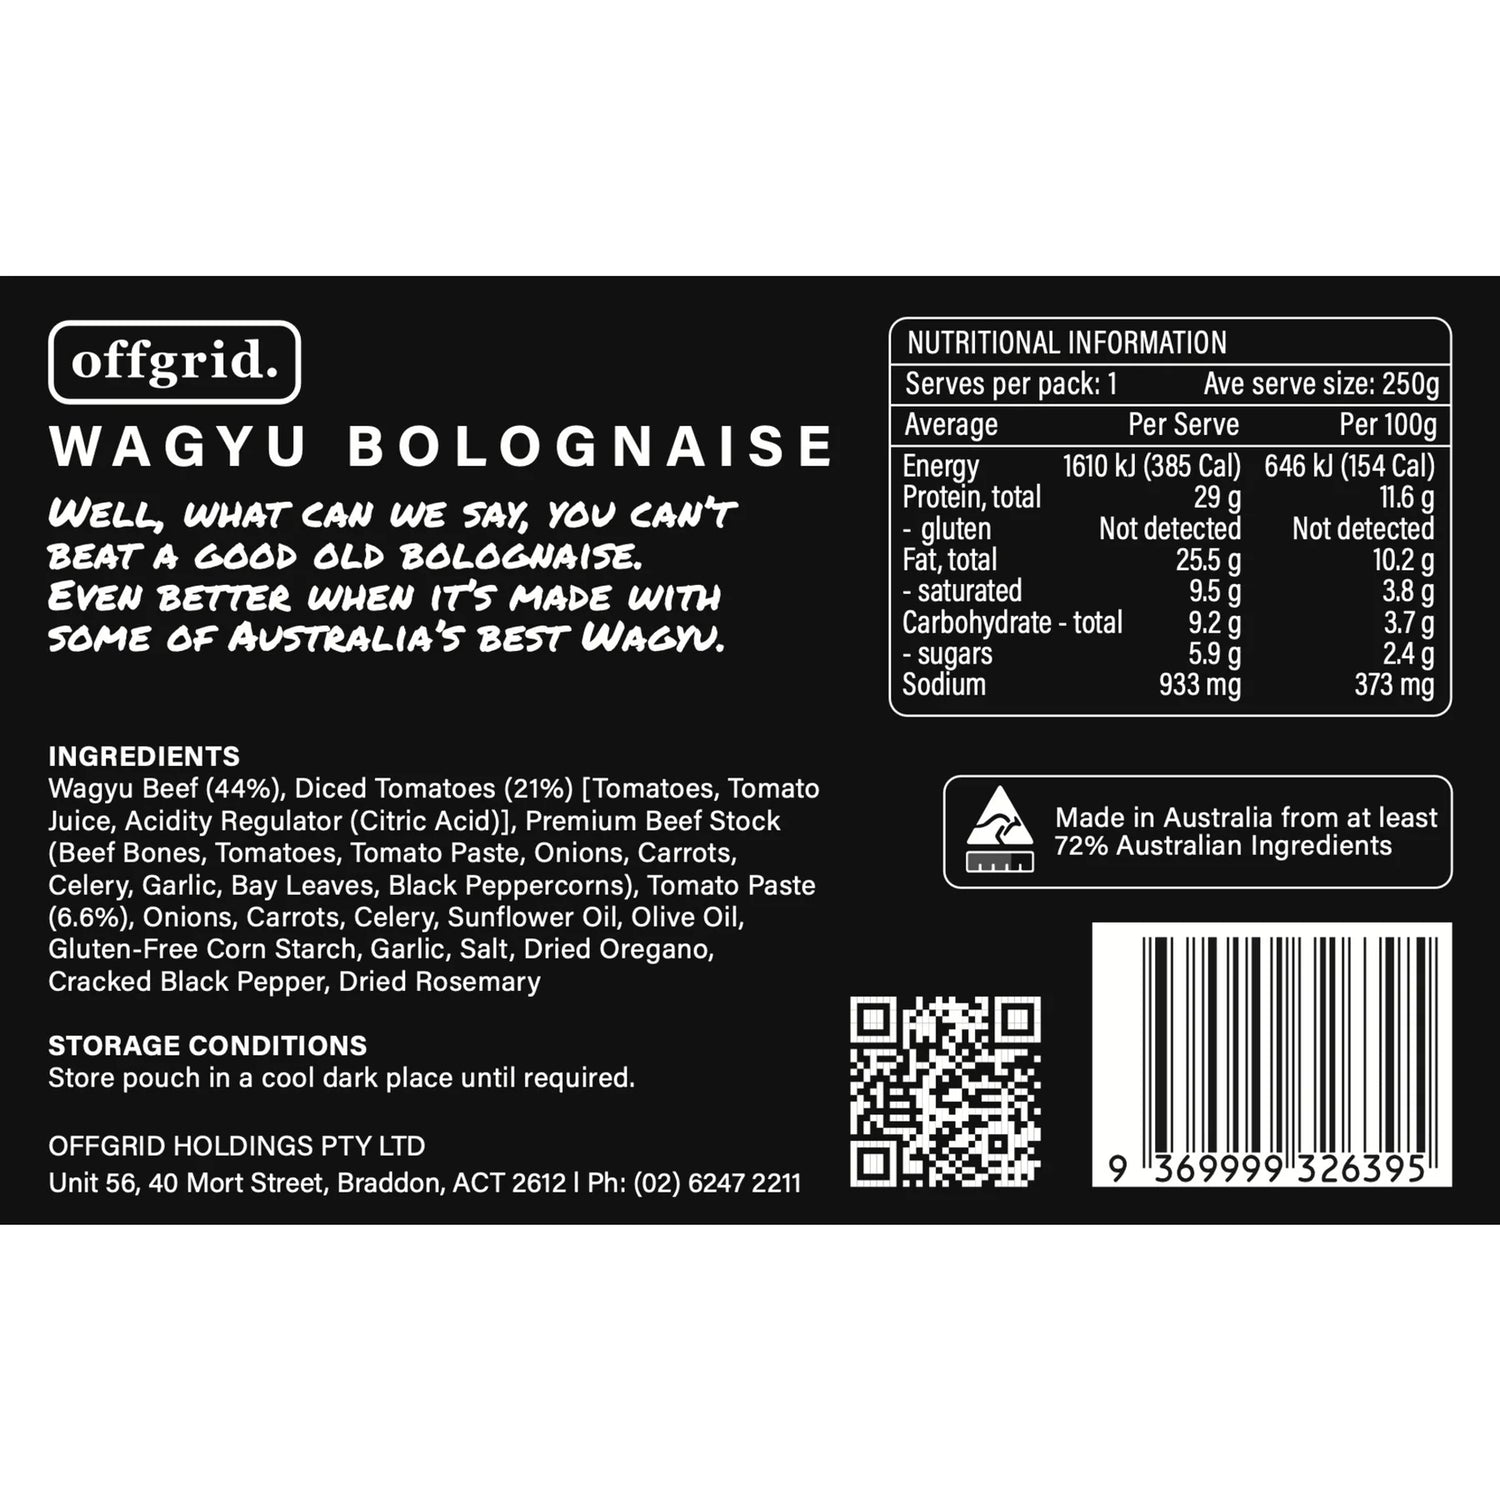 offgrid.
WAGYU BOLOGNAISE
WELL, WHAT CAN WE SAY, YOU CAN'T
BEAT A GOOD OLD BOLOGNAISE.
EVEN BETTER WHEN IT'S MADE WITH
SOME OF AUSTRALIA'S BEST WAGYU.
INGREDIENTS
Wagyu Beef (44%), Diced Tomatoes (21%) [Tomatoes, Tomato
Juice, Acidity Regulator (Citric Acid)], Premium Beef Stock
(Beef Bones, Tomatoes, Tomato Paste, Onions, Carrots,
Celery, Garlic, Bay Leaves, Black Peppercorns), Tomato Paste
(6.6%), Onions, Carrots, Celery, Sunflower Oil, Olive Oil,
Gluten-Free Corn Starch, Garlic, Salt, Dried Oregano,
Cracked Black Pepper, Dried Rosemary
STORAGE CONDITIONS
Store pouch in a cool dark place until required.
OFFGRID HOLDINGS PTY LTD
Unit 56, 40 Mort Street, Braddon, ACT 2612 | Ph: (02) 6247 2211
NUTRITIONAL INFORMATION
Serves per pack: 1 Ave serve size: 250g
Average Per Serve Per 100g
Energy 1610 kJ (385 Cal) 646 kJ (154 Cal)
Protein, total 29 g 11.6 g
- gluten Not detected Not detected
Fat, total 25.5 g 10.2 g
- saturated 9.5 g 3.8 g
Carbohydrate - total 9.2 g 3.7 g
- sugars 5.9 g 2.4 g
Sodium 933 mg 373 mg
Made in Australia from at least
72% Australian Ingredients
9 369999 326395